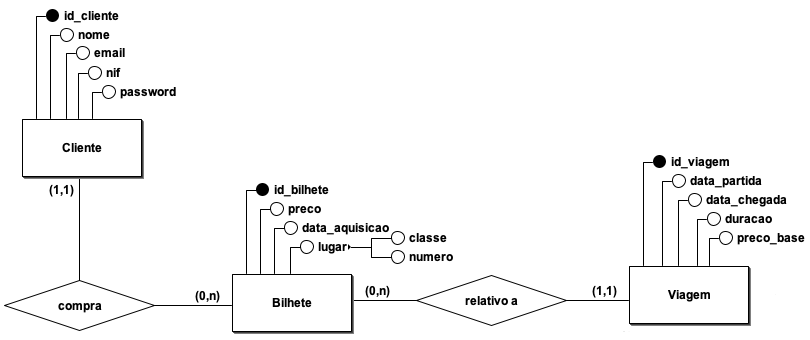 id_cliente
nome
email
nif
password
Cliente
(1,1)
compra
(0,n)
id_bilhete
preco
data_aquisicao
lugar
classe
numero
Bilhete
(0,n)
relativo a
(1,1)
id_viagem
data_partida
data_chegada
duracao
preco_base
Viagem